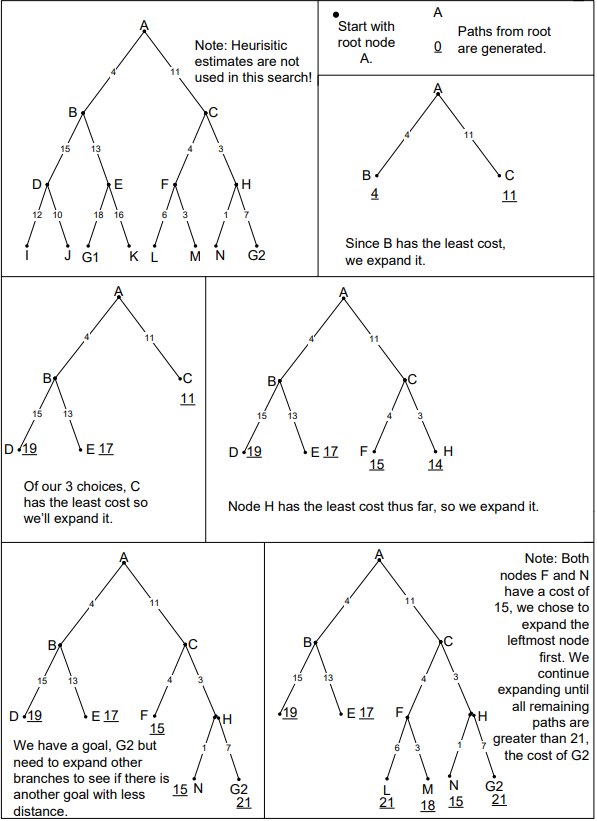 A
Note: Heurisitic
estimates are not
used in this search!
4
11
B
C
15
13
4
3
D
E
F
H
12
10
18
16
6
3
1
7
I
J
G1
K
L
M
N
G2
Start with
root node
A.
A
0
Paths from root
are generated.
A
4
11
B
C
4
11
Since B has the least cost,
we expand it.
A
4
11
B
C
11
15
13
D 19
E 17
Of our 3 choices, C
has the least cost so
we'll expand it.
A
4
11
B
C
15
13
4
3
D 19
E 17
F
H
15
14
Node H has the least cost thus far, so we expand it.
A
4
11
B
C
15
13
4
3
D 19
E 17
F
H
15
1
7
15 N
G2
21
We have a goal, G2 but
need to expand other
branches to see if there is
another goal with less
distance.
A
4
11
B
C
15
13
4
3
19
E 17
F
H
6
3
1
7
L
M
N
G2
21
18
15
21
Note: Both
nodes F and N
have a cost of
15, we chose to
expand the
leftmost node
first. We
continue
expanding until
all remaining
paths are
greater than 21,
the cost of G2